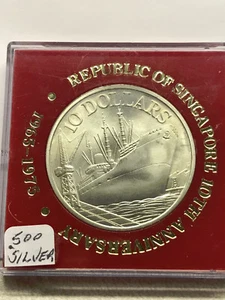 REPUBLIC OF SINGAPORE 10TH ANNIVERSARY
1965-1975
10 DOLLARS
500
SILVER